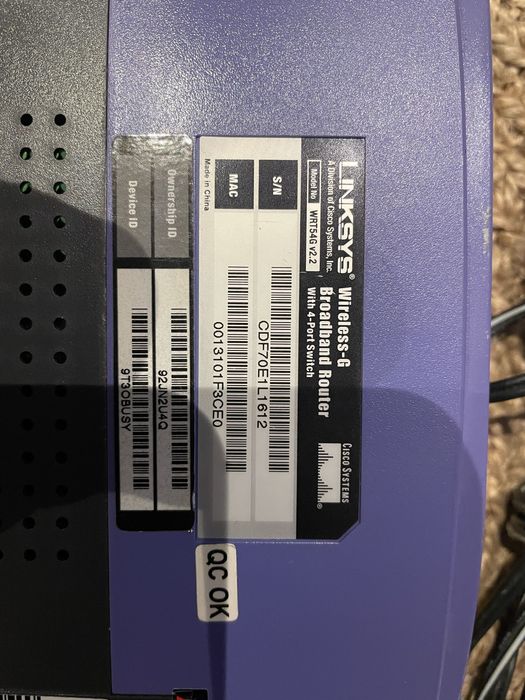 LINKSYS®
A Division of Cisco Systems, Inc.
Model No WRT54G v2.2
Wireless-G
Broadband Router
With 4-Port Switch
CISCO SYSTEMS
®
S/N
CDF70E1L1612
MAC
0013101F3CE0
Made in China
Ownership ID
92JN2U4Q
Device ID
9T3OBUSY
QC OK